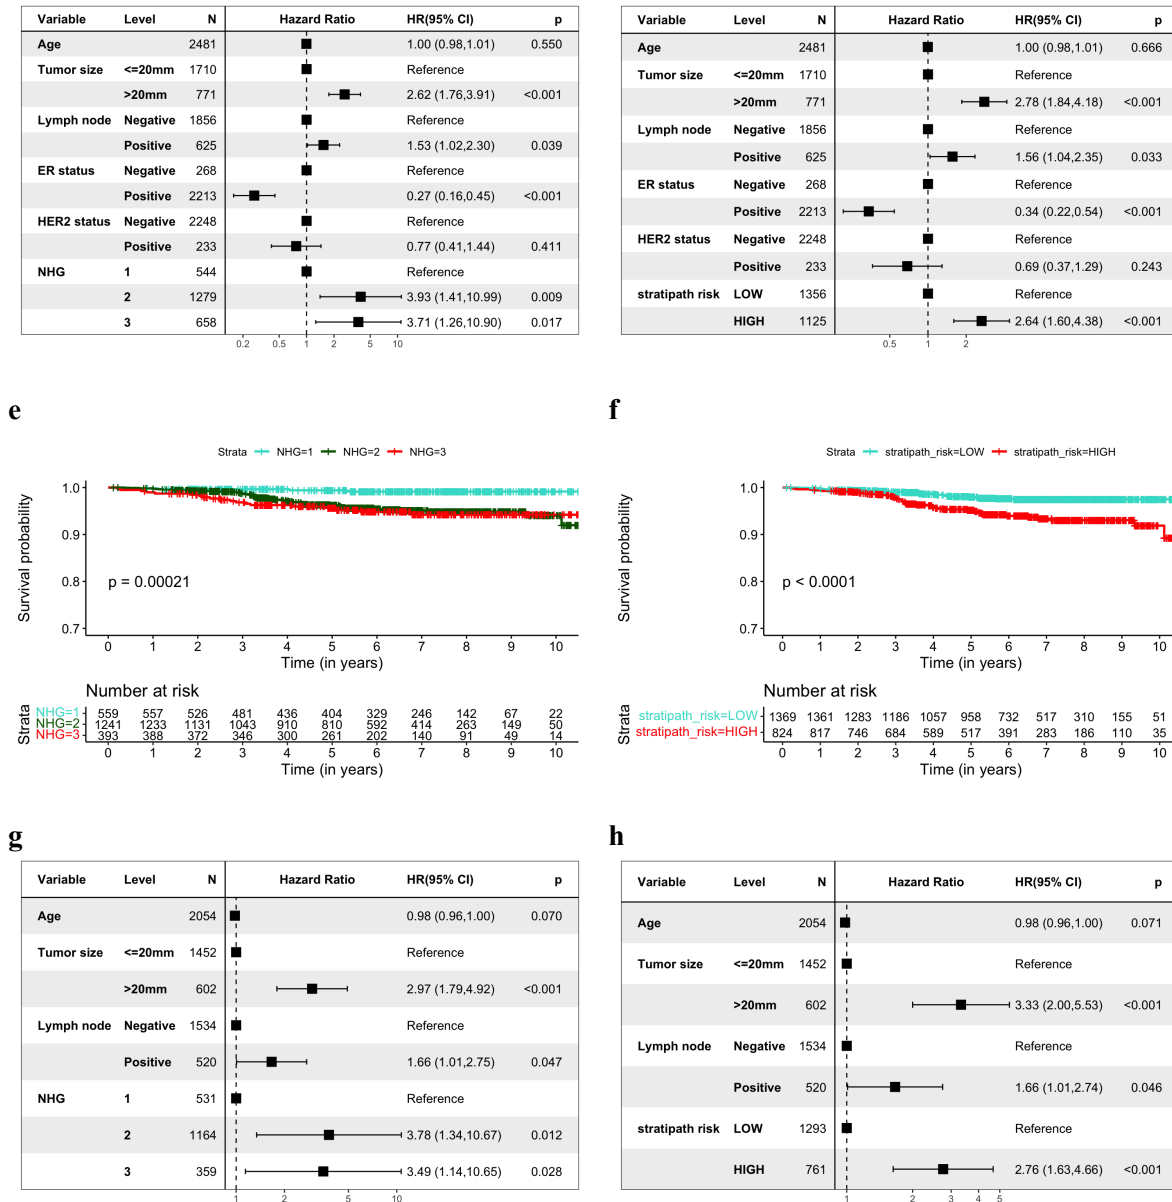 Variable Level N Hazard Ratio HR(95% CI) p
Age 2481 1.00 (0.98,1.01) 0.550
Tumor size <=20mm 1710 Reference
>20mm 771 2.62 (1.76,3.91) <0.001
Lymph node Negative 1856 Reference
Positive 625 1.53 (1.02,2.30) 0.039
ER status Negative 268 Reference
Positive 2213 0.27 (0.16,0.45) <0.001
HER2 status Negative 2248 Reference
Positive 233 0.77 (0.41,1.44) 0.411
NHG 1 544 Reference
2 1279 3.93 (1.41,10.99) 0.009
3 658 3.71 (1.26,10.90) 0.017
0.2 0.5 1 2 5 10
Variable Level N Hazard Ratio HR(95% CI) p
Age 2481 1.00 (0.98,1.01) 0.666
Tumor size <=20mm 1710 Reference
>20mm 771 2.78 (1.84,4.18) <0.001
Lymph node Negative 1856 Reference
Positive 625 1.56 (1.04,2.35) 0.033
ER status Negative 268 Reference
Positive 2213 0.34 (0.22,0.54) <0.001
HER2 status Negative 2248 Reference
Positive 233 0.69 (0.37,1.29) 0.243
stratipath risk LOW 1356 Reference
HIGH 1125 2.64 (1.60,4.38) <0.001
0.5 1 2
e
Strata NHG=1 NHG=2 NHG=3
Survival probability
1.0
0.9
0.8
0.7
p = 0.00021
0 1 2 3 4 5 6 7 8 9 10
Time (in years)
Number at risk
Strata
NHG=1 559 557 526 481 436 404 329 246 142 67 22
NHG=2 1241 1233 1131 1043 910 810 592 414 263 149 50
NHG=3 393 388 372 346 300 261 202 140 91 49 14
0 1 2 3 4 5 6 7 8 9 10
Time (in years)
f
Strata stratipath_risk=LOW stratipath_risk=HIGH
Survival probability
1.0
0.9
0.8
0.7
p < 0.0001
0 1 2 3 4 5 6 7 8 9 10
Time (in years)
Number at risk
Strata
stratipath_risk=LOW 1369 1361 1283 1186 1057 958 732 517 310 155 51
stratipath_risk=HIGH 824 817 746 684 589 517 391 283 186 110 35
0 1 2 3 4 5 6 7 8 9 10
Time (in years)
g
Variable Level N Hazard Ratio HR(95% CI) p
Age 2054 0.98 (0.96,1.00) 0.070
Tumor size <=20mm 1452 Reference
>20mm 602 2.97 (1.79,4.92) <0.001
Lymph node Negative 1534 Reference
Positive 520 1.66 (1.01,2.75) 0.047
NHG 1 531 Reference
2 1164 3.78 (1.34,10.67) 0.012
3 359 3.49 (1.14,10.65) 0.028
1 2 5 10
h
Variable Level N Hazard Ratio HR(95% CI) p
Age 2054 0.98 (0.96,1.00) 0.071
Tumor size <=20mm 1452 Reference
>20mm 602 3.33 (2.00,5.53) <0.001
Lymph node Negative 1534 Reference
Positive 520 1.66 (1.01,2.74) 0.046
stratipath risk LOW 1293 Reference
HIGH 761 2.76 (1.63,4.66) <0.001
1 2 3 4 5